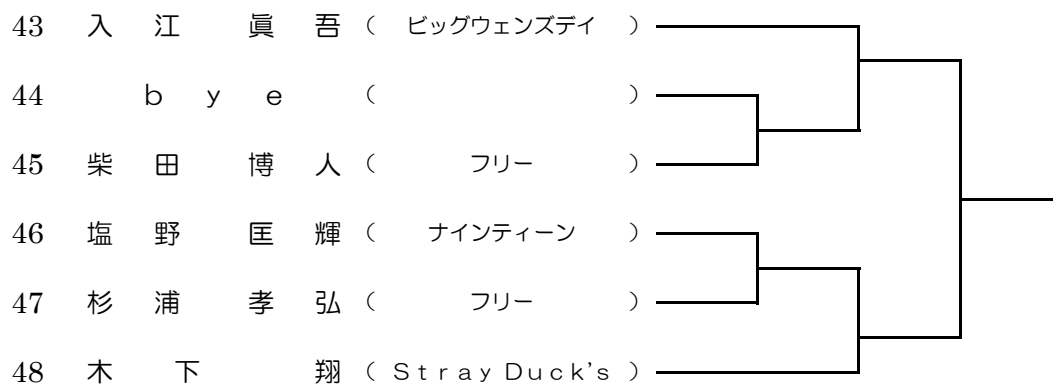 43 入江 眞吾 ( ビッグウェンズデイ )
44 bye ( )
45 柴田 博人 ( フリー )
46 塩野 匡輝 ( ナインティーン )
47 杉浦 孝弘 ( フリー )
48 木下 翔 ( Stray Duck's )